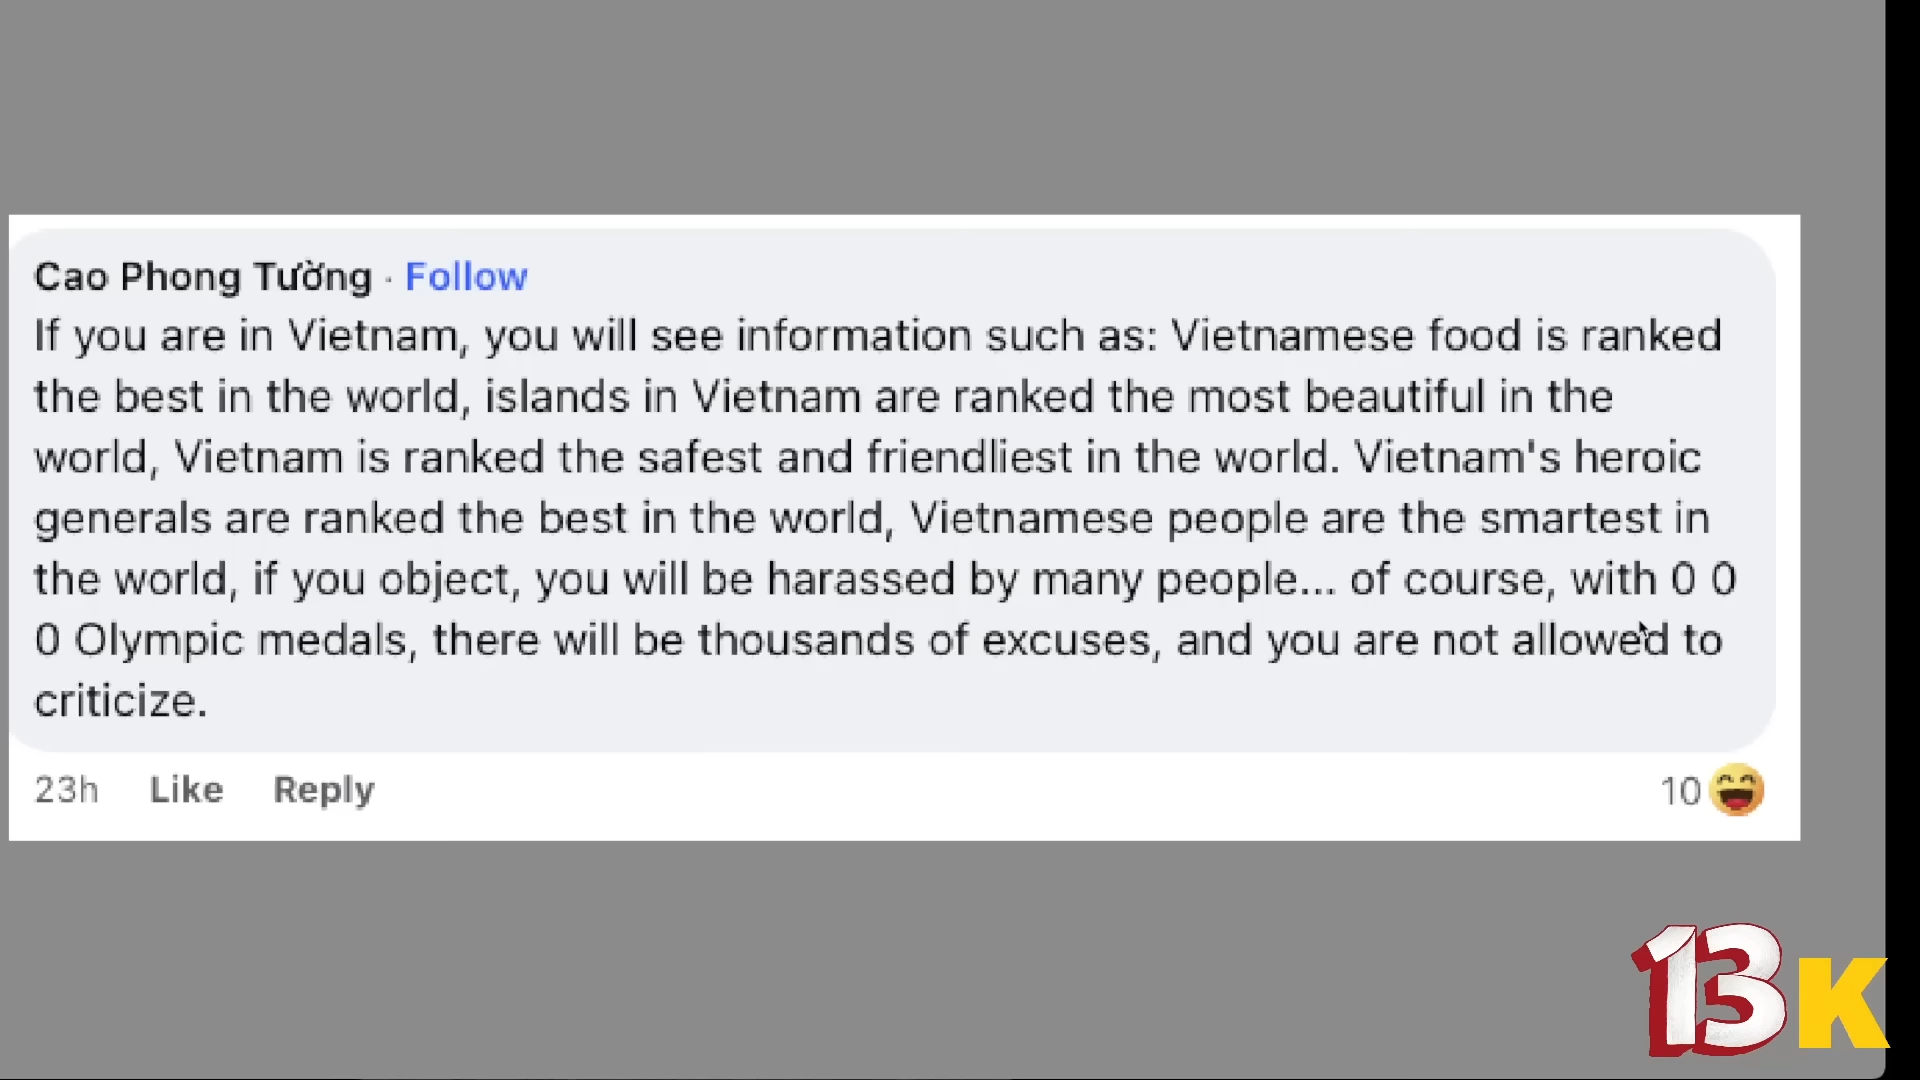 Cao Phong Tường · Follow
If you are in Vietnam, you will see information such as: Vietnamese food is ranked
the best in the world, islands in Vietnam are ranked the most beautiful in the
world, Vietnam is ranked the safest and friendliest in the world. Vietnam's heroic
generals are ranked the best in the world, Vietnamese people are the smartest in
the world, if you object, you will be harassed by many people... of course, with 0 0
0 Olympic medals, there will be thousands of excuses, and you are not allowed to
criticize.
23h Like Reply 10
13K